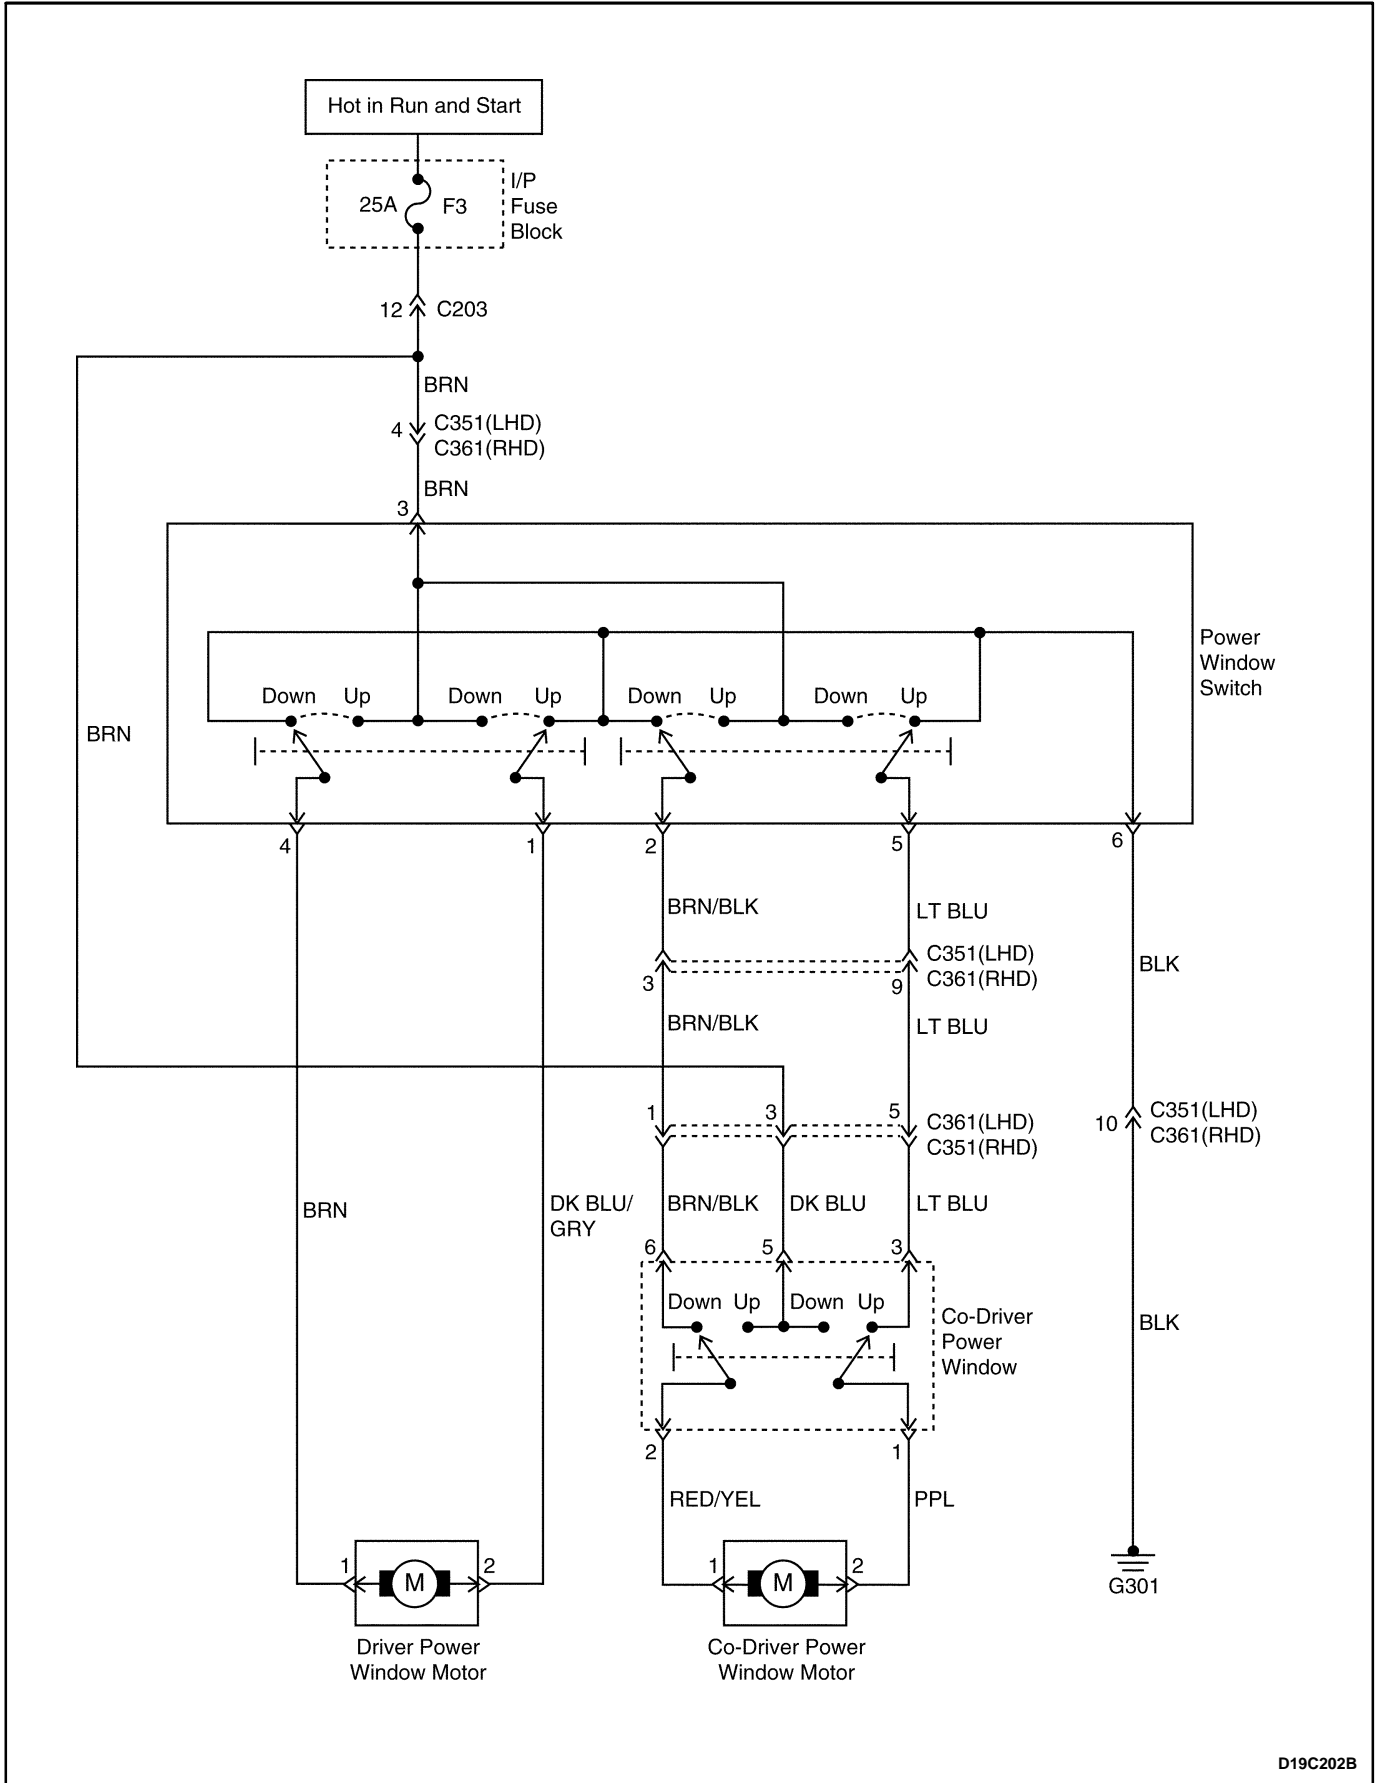 Hot in Run and Start
25A
F3
I/P
Fuse
Block
12
C203
BRN
4
C351(LHD)
C361(RHD)
BRN
3
Power
Window
Switch
Down
Up
Down
Up
Down
Up
Down
Up
BRN
4
1
2
5
6
BRN/BLK
LT BLU
C351(LHD)
C361(RHD)
BLK
3
9
BRN/BLK
LT BLU
1
3
5
C361(LHD)
C351(RHD)
10
C351(LHD)
C361(RHD)
BRN
DK BLU/
GRY
BRN/BLK
DK BLU
LT BLU
6
5
3
Down
Up
Down
Up
Co-Driver
Power
Window
BLK
2
1
RED/YEL
PPL
1
M
2
1
M
2
G301
Driver Power
Window Motor
Co-Driver Power
Window Motor
D19C202B